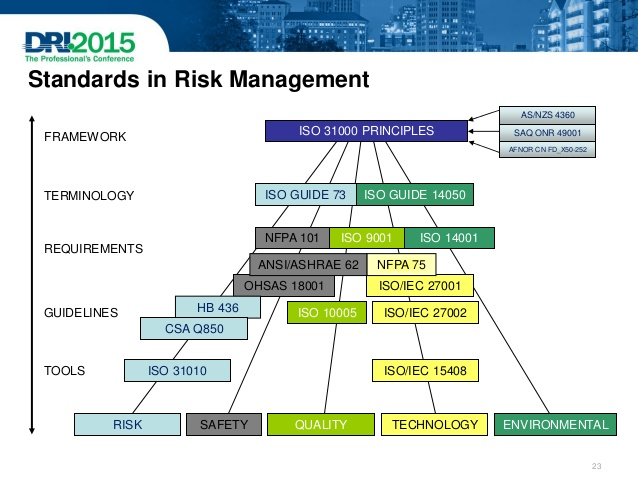 DRI2015
The Professional's Conference
Standards in Risk Management
AS/NZS 4360
FRAMEWORK
ISO 31000 PRINCIPLES
SAQ ONR 49001
AFNOR CN FD_X50-252
TERMINOLOGY
ISO GUIDE 73
ISO GUIDE 14050
REQUIREMENTS
NFPA 101
ISO 9001
ISO 14001
ANSI/ASHRAE 62
NFPA 75
OHSAS 18001
ISO/IEC 27001
GUIDELINES
HB 436
ISO 10005
ISO/IEC 27002
CSA Q850
TOOLS
ISO 31010
ISO/IEC 15408
RISK
SAFETY
QUALITY
TECHNOLOGY
ENVIRONMENTAL
23